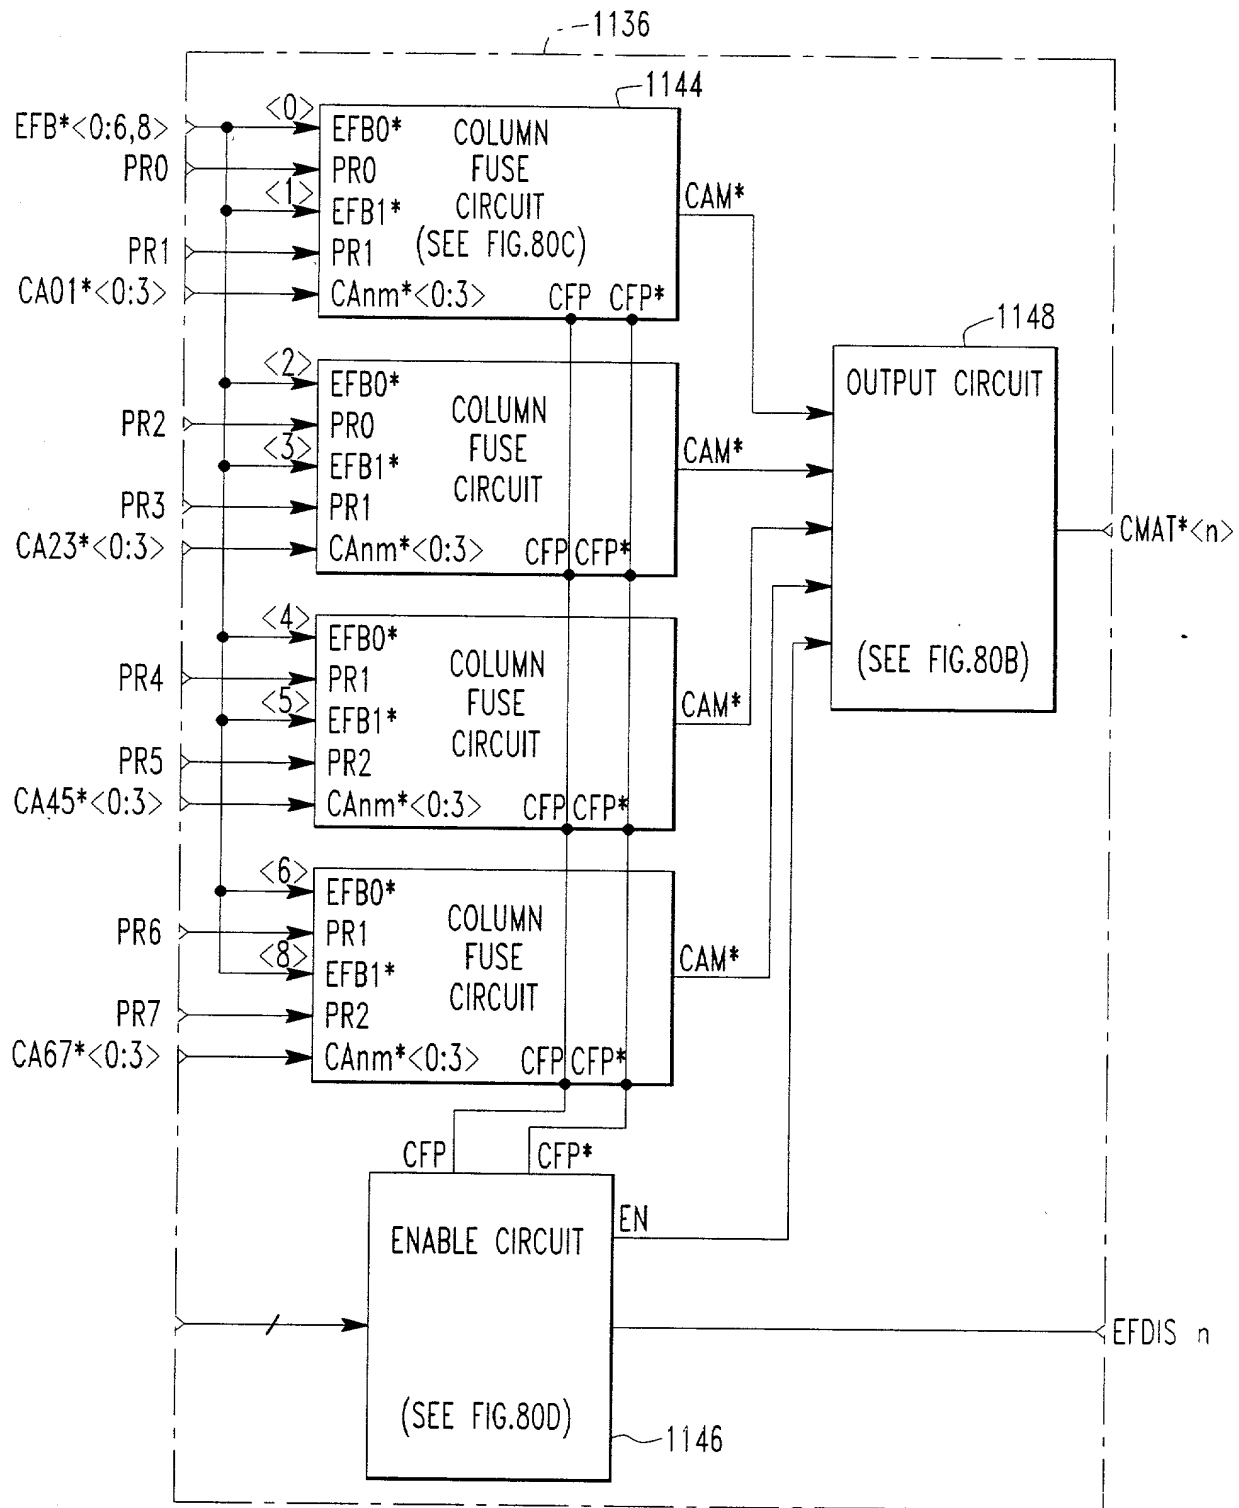 1136
1144
EFB*<0:6,8>
<0>
EFB0*
COLUMN
FUSE
CIRCUIT
(SEE FIG.80C)
PR0
PR0
<1>
EFB1*
CAM*
PR1
PR1
CA01*<0:3>
CAnm*<0:3>
CFP
CFP*
1148
OUTPUT CIRCUIT
(SEE FIG.80B)
<2>
EFB0*
COLUMN
FUSE
CIRCUIT
PR2
PR0
<3>
EFB1*
CAM*
PR3
PR1
CA23*<0:3>
CAnm*<0:3>
CFP
CFP*
CMAT*<n>
<4>
EFB0*
COLUMN
FUSE
CIRCUIT
PR4
PR1
<5>
EFB1*
CAM*
PR5
PR2
CA45*<0:3>
CAnm*<0:3>
CFP
CFP*
<6>
EFB0*
COLUMN
FUSE
CIRCUIT
PR6
PR1
<8>
EFB1*
CAM*
PR7
PR2
CA67*<0:3>
CAnm*<0:3>
CFP
CFP*
CFP
CFP*
EN
ENABLE CIRCUIT
EFDIS n
(SEE FIG.80D)
1146